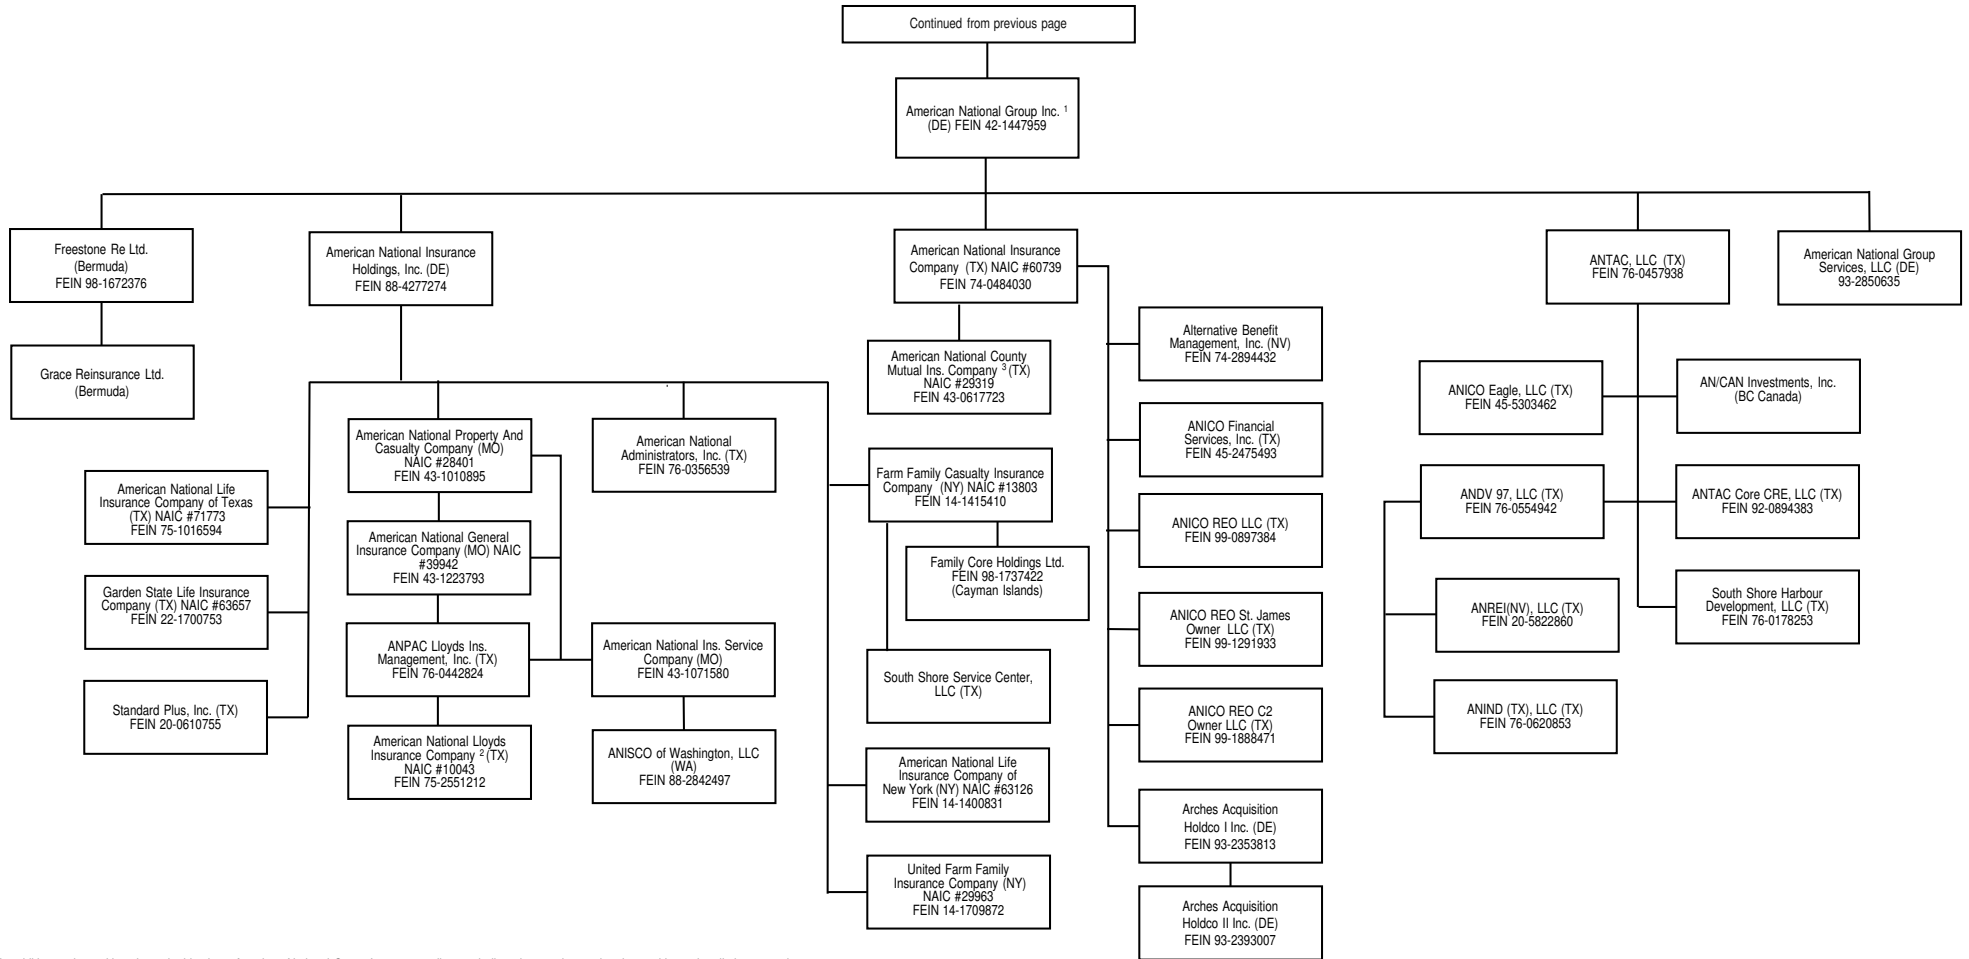 Continued from previous page
American National Group Inc. 1
(DE) FEIN 42-1447959
Freestone Re Ltd.
(Bermuda)
FEIN 98-1672376
Grace Reinsurance Ltd.
(Bermuda)
American National Insurance
Holdings, Inc. (DE)
FEIN 88-4277274
American National Life
Insurance Company of Texas
(TX) NAIC #71773
FEIN 75-1016594
Garden State Life Insurance
Company (TX) NAIC #63657
FEIN 22-1700753
Standard Plus, Inc. (TX)
FEIN 20-0610755
American National Property And
Casualty Company (MO)
NAIC #28401
FEIN 43-1010895
American National General
Insurance Company (MO) NAIC
#39942
FEIN 43-1223793
ANPAC Lloyds Ins.
Management, Inc. (TX)
FEIN 76-0442824
American National Lloyds
Insurance Company 2 (TX)
NAIC #10043
FEIN 75-2551212
American National
Administrators, Inc. (TX)
FEIN 76-0356539
American National Ins. Service
Company (MO)
FEIN 43-1071580
ANISCO of Washington, LLC
(WA)
FEIN 88-2842497
American National Insurance
Company (TX) NAIC #60739
FEIN 74-0484030
American National County
Mutual Ins. Company 3 (TX)
NAIC #29319
FEIN 43-0617723
Farm Family Casualty Insurance
Company (NY) NAIC #13803
FEIN 14-1415410
Family Core Holdings Ltd.
FEIN 98-1737422
(Cayman Islands)
South Shore Service Center,
LLC (TX)
American National Life
Insurance Company of
New York (NY) NAIC #63126
FEIN 14-1400831
United Farm Family
Insurance Company (NY)
NAIC #29963
FEIN 14-1709872
Alternative Benefit
Management, Inc. (NV)
FEIN 74-2894432
ANICO Financial
Services, Inc. (TX)
FEIN 45-2475493
ANICO REO LLC (TX)
FEIN 99-0897384
ANICO REO St. James
Owner LLC (TX)
FEIN 99-1291933
ANICO REO C2
Owner LLC (TX)
FEIN 99-1888471
Arches Acquisition
Holdco I Inc. (DE)
FEIN 93-2353813
Arches Acquisition
Holdco II Inc. (DE)
FEIN 93-2393007
ANTAC, LLC (TX)
FEIN 76-0457938
ANICO Eagle, LLC (TX)
FEIN 45-5303462
AN/CAN Investments, Inc.
(BC Canada)
ANDV 97, LLC (TX)
FEIN 76-0554942
ANTAC Core CRE, LLC (TX)
FEIN 92-0894383
ANREI(NV), LLC (TX)
FEIN 20-5822860
South Shore Harbour
Development, LLC (TX)
FEIN 76-0178253
ANIND (TX), LLC (TX)
FEIN 76-0620853
American National Group
Services, LLC (DE)
93-2850635